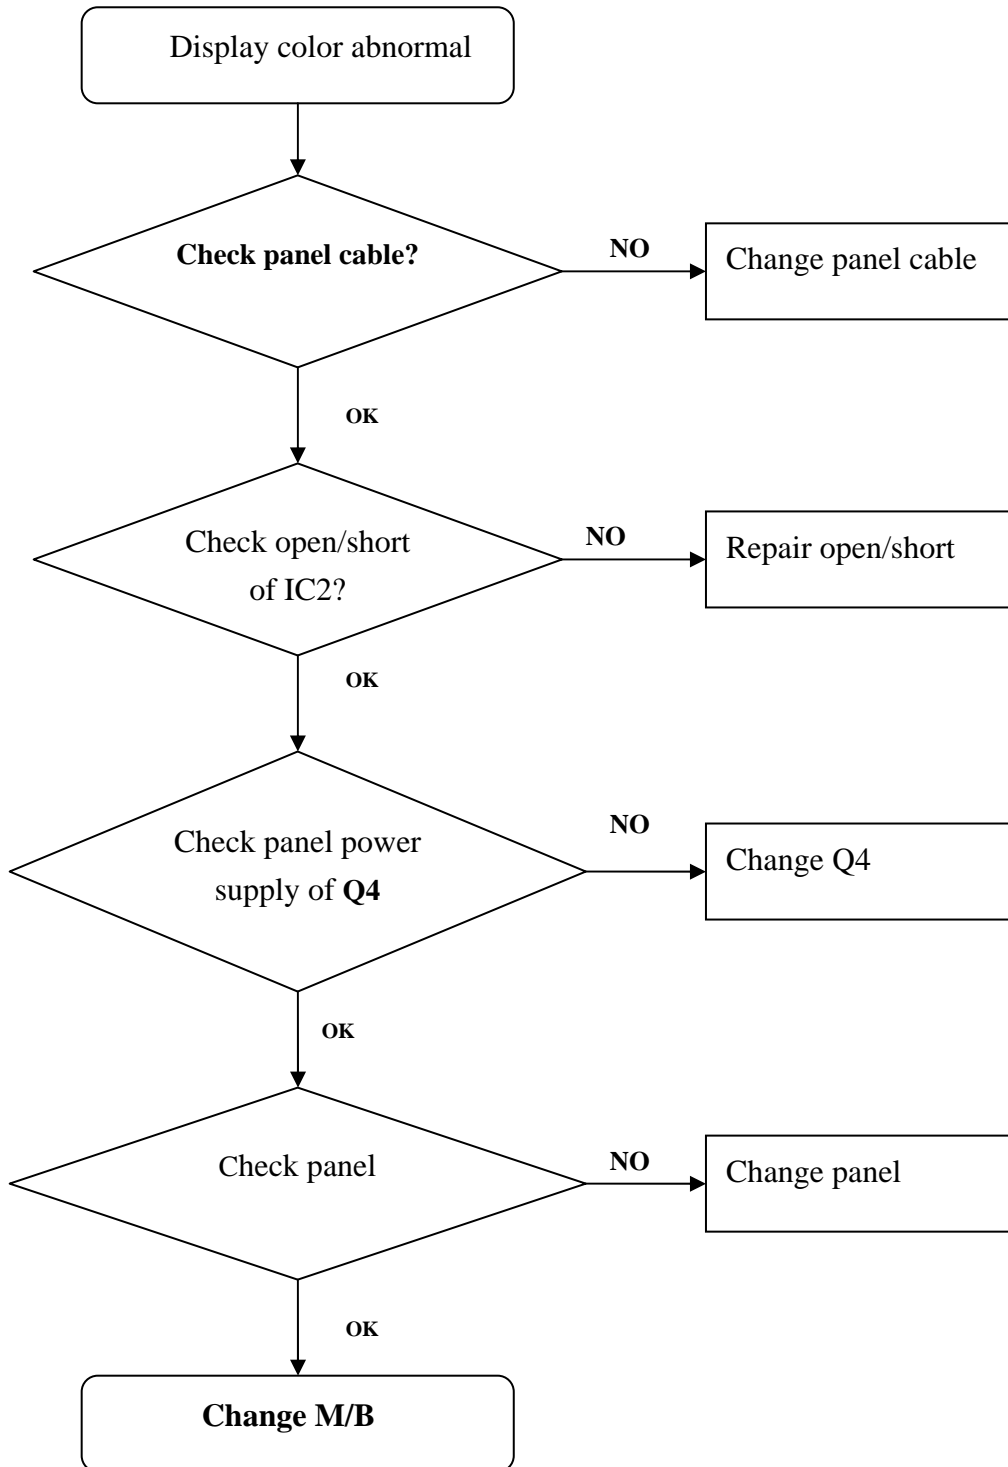 Display color abnormal
Check panel cable?
NO
Change panel cable
OK
Check open/short
of IC2?
NO
Repair open/short
OK
Check panel power
supply of Q4
NO
Change Q4
OK
Check panel
NO
Change panel
OK
Change M/B